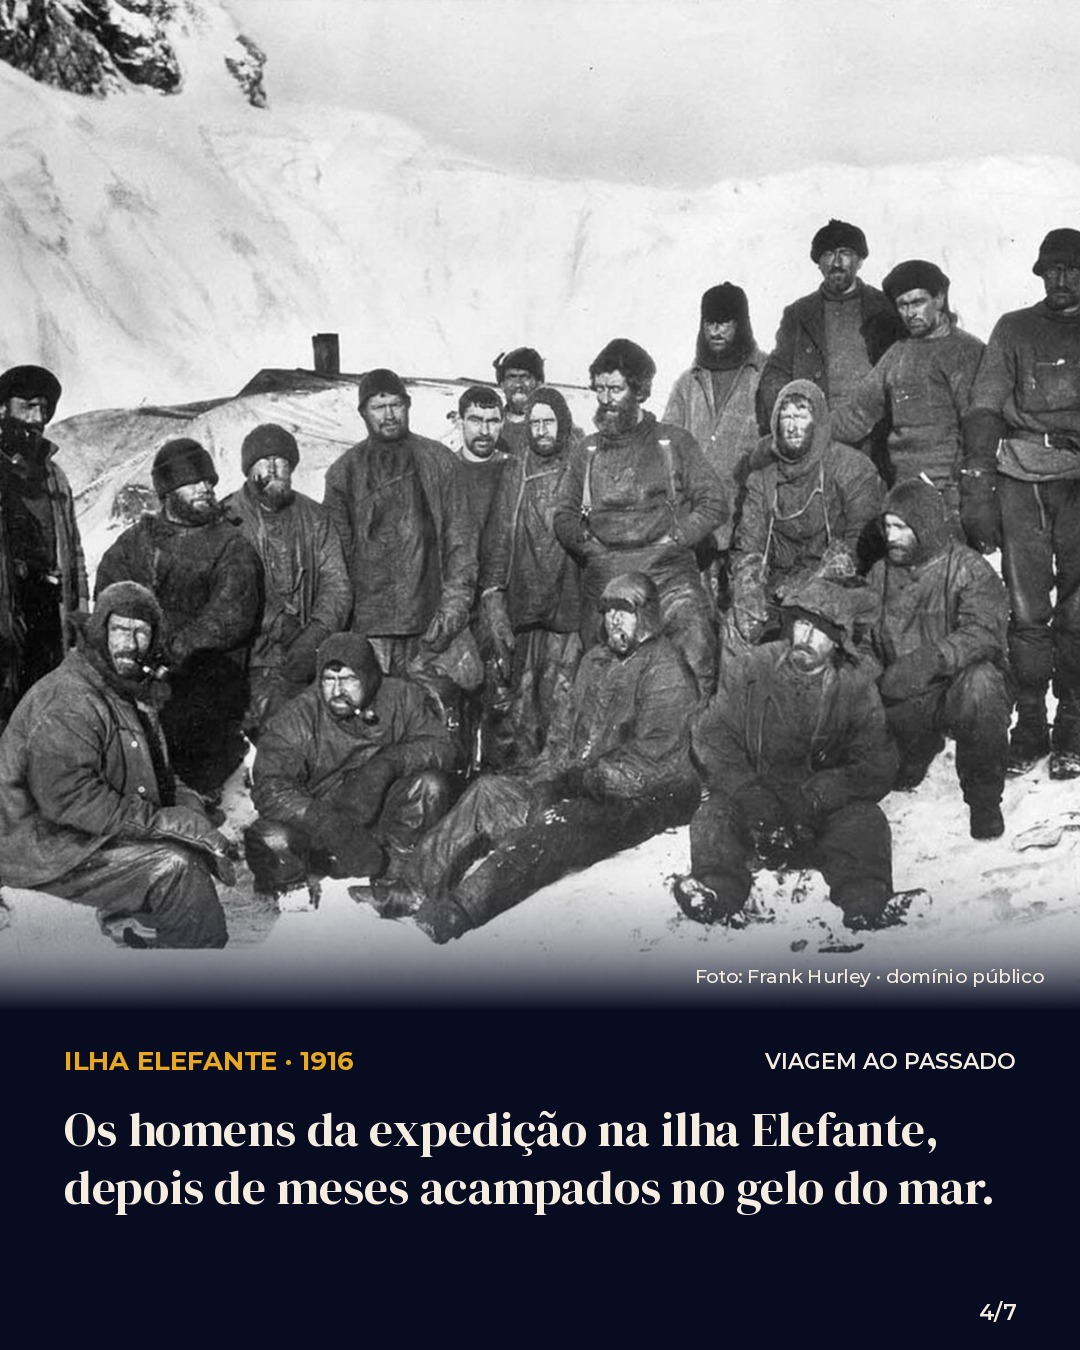 Foto: Frank Hurley · domínio público
ILHA ELEFANTE · 1916
VIAGEM AO PASSADO
Os homens da expedição na ilha Elefante,
depois de meses acampados no gelo do mar.
4/7